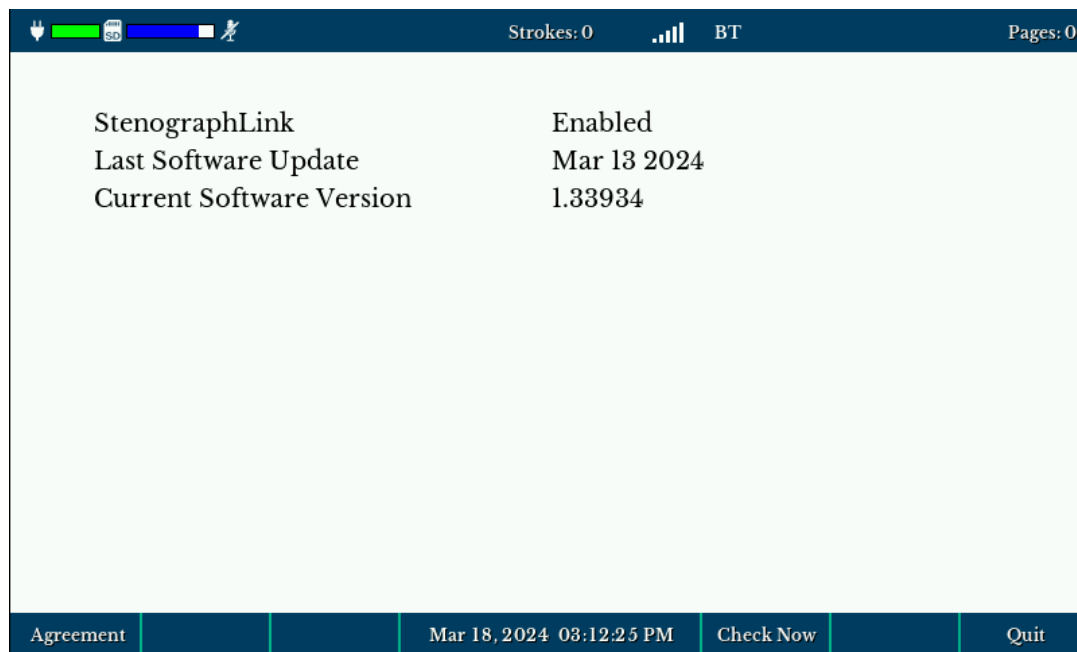 SD Strokes: 0 BT Pages: 0
StenographLink Enabled
Last Software Update Mar 13 2024
Current Software Version 1.33934
Agreement Mar 18, 2024 03:12:25 PM Check Now Quit